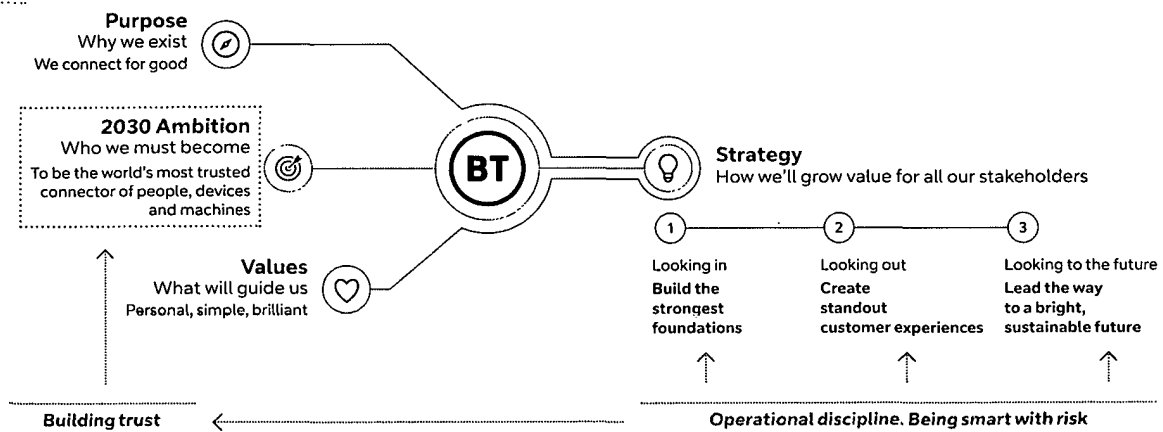 Purpose
Why we exist
We connect for good
2030 Ambition
Who we must become
To be the world's most trusted
connector of people, devices
and machines
Values
What will guide us
Personal, simple, brilliant
BT
Strategy
How we'll grow value for all our stakeholders
1
2
3
Looking in
Build the
strongest
foundations
Looking out
Create
standout
customer experiences
Looking to the future
Lead the way
to a bright,
sustainable future
Building trust
Operational discipline. Being smart with risk